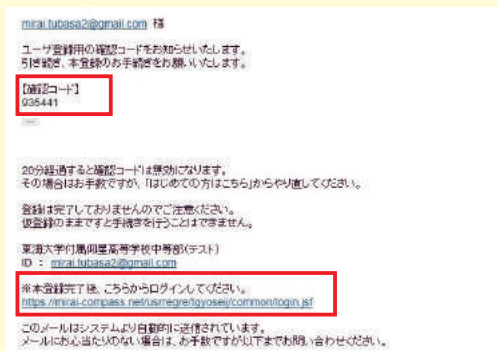 mirai.tubasa2@gmail.com 様
ユーザ登録用の確認コードをお知らせいたします。
引き続き、本登録のお手続きをお願いいたします。
【確認コード】
935441
20分経過すると確認コードは無効になります。
その場合はお手数ですが、「はじめての方はこちら」からやり直してください。
登録は完了しておりませんのでご注意ください。
仮登録のままですと手続きを行うことはできません。
東海大学付属仰星高等学校中等部(テスト)
ID : mirai.tubasa2@gmail.com
※本登録完了後、こちらからログインしてください。
https://mirai-compass.net/usr/regre/tgyoseij/common/login.jsf
このメールはシステムより自動的に送信されています。
メールにお心当たりのない場合は、お手数ですが以下までお問い合わせください。